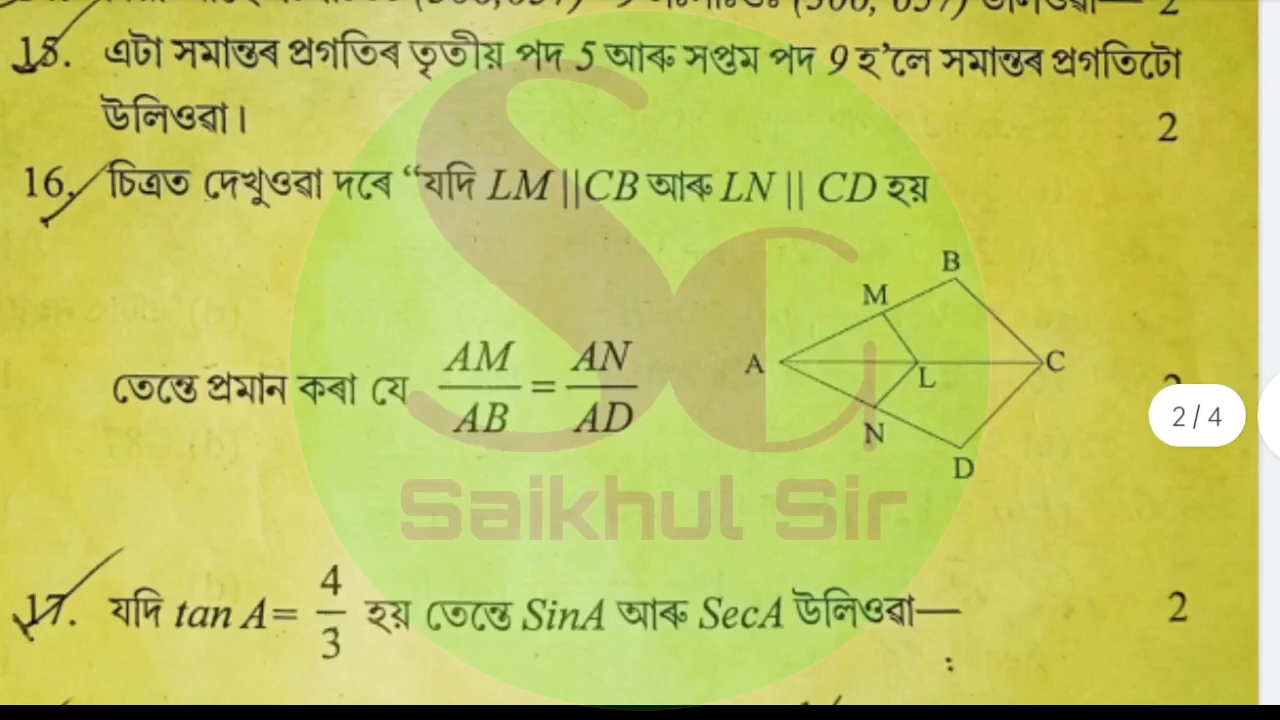 15. এটা সমান্তৰ প্ৰগতিৰ তৃতীয় পদ 5 আৰু সপ্তম পদ 9 হ’লে সমান্তৰ প্ৰগতিটো
উলিওৱা। 2
16. চিত্ৰত দেখুওৱা দৰে “যদি LM || CB আৰু LN || CD হয়
B
M
A L C
N
D
তেন্তে প্ৰমান কৰা যে AM/AB = AN/AD
2 / 4
Saikhul Sir
17. যদি tan A= 4/3 হয় তেন্তে SinA আৰু SecA উলিওৱা— 2